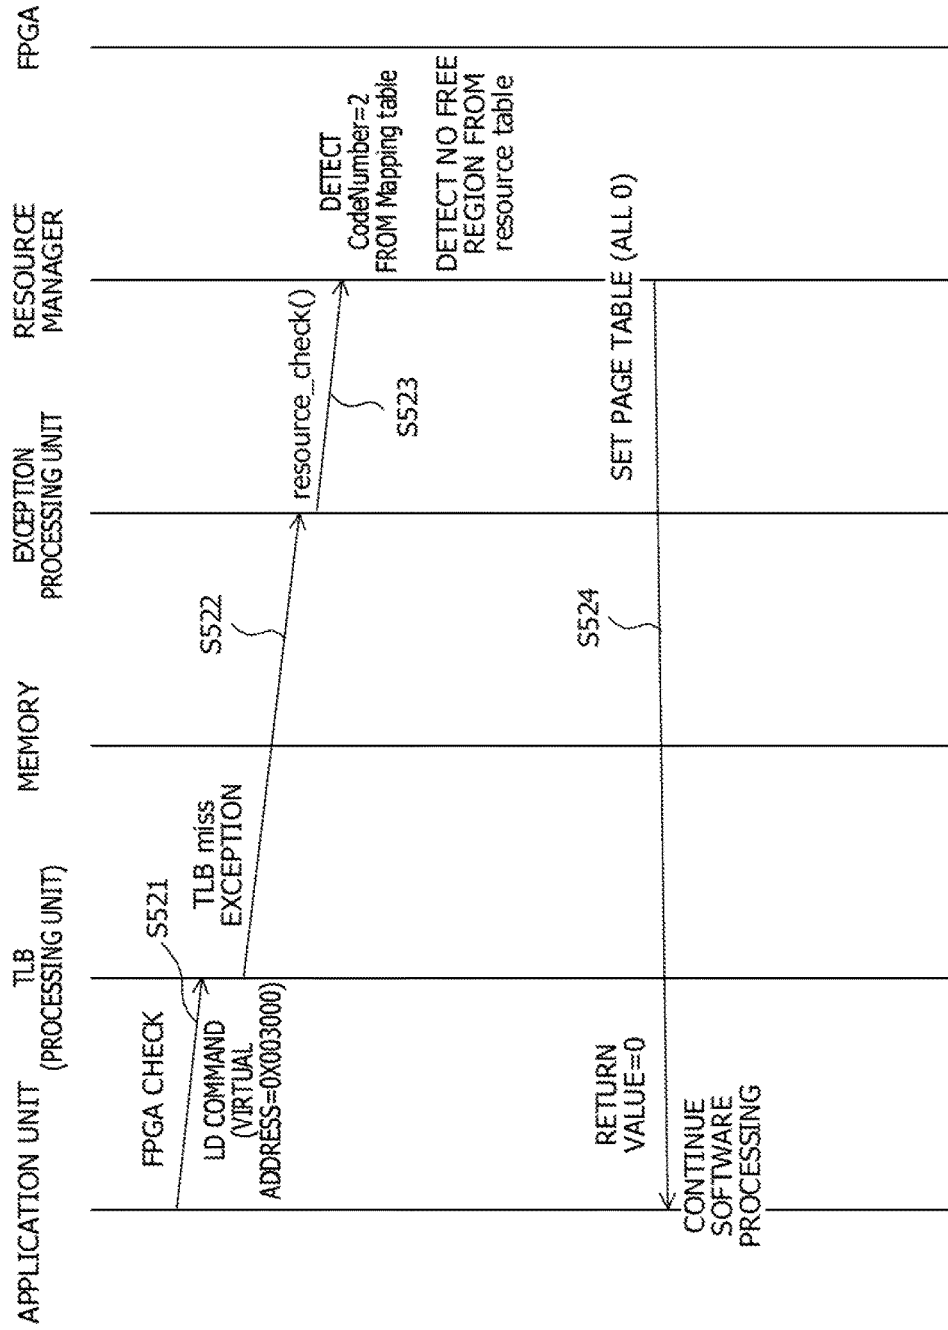 APPLICATION UNIT
TLB
(PROCESSING UNIT)
MEMORY
EXCEPTION
PROCESSING UNIT
RESOURCE
MANAGER
FPGA
FPGA CHECK
S521
LD COMMAND
(VIRTUAL
ADDRESS=0X003000)
TLB miss
EXCEPTION
S522
resource_check()
S523
DETECT
CodeNumber=2
FROM Mapping table
DETECT NO FREE
REGION FROM
resource table
SET PAGE TABLE (ALL 0)
S524
RETURN
VALUE=0
CONTINUE
SOFTWARE
PROCESSING